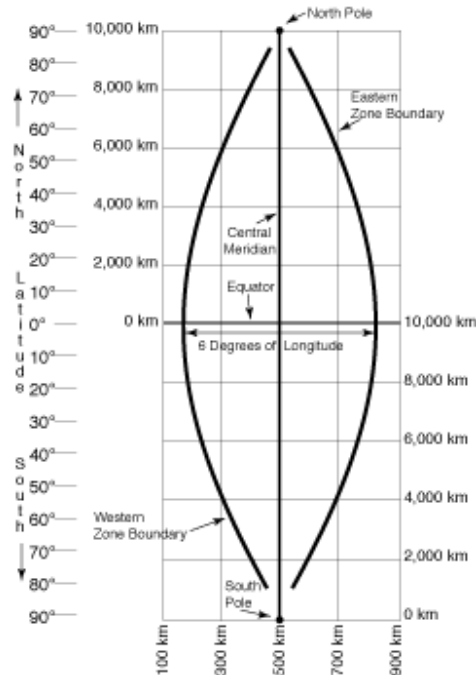 North Pole
90°
80°
70°
60°
50°
40°
30°
20°
10°
0°
10°
20°
30°
40°
50°
60°
70°
80°
90°
North
Latitude
South
10,000 km
8,000 km
6,000 km
4,000 km
2,000 km
0 km
Eastern
Zone Boundary
Central
Meridian
Equator
6 Degrees of Longitude
10,000 km
8,000 km
6,000 km
4,000 km
2,000 km
0 km
Western
Zone Boundary
South
Pole
100 km
300 km
500 km
700 km
900 km